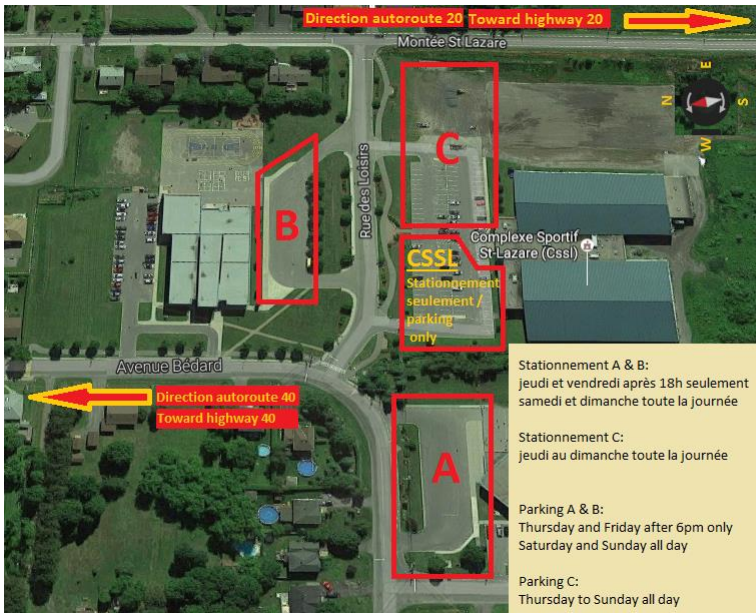 Direction autoroute 20 Toward highway 20
Montée St Lazare
E
N
S
W
C
B
Rue des Loisirs
Complexe Sportif
St-Lazare (Cssl)
CSSL
Stationnement
seulement /
parking
only
Avenue Bédard
Direction autoroute 40
Toward highway 40
A
Stationnement A & B:
jeudi et vendredi après 18h seulement
samedi et dimanche toute la journée
Stationnement C:
jeudi au dimanche toute la journée
Parking A & B:
Thursday and Friday after 6pm only
Saturday and Sunday all day
Parking C:
Thursday to Sunday all day